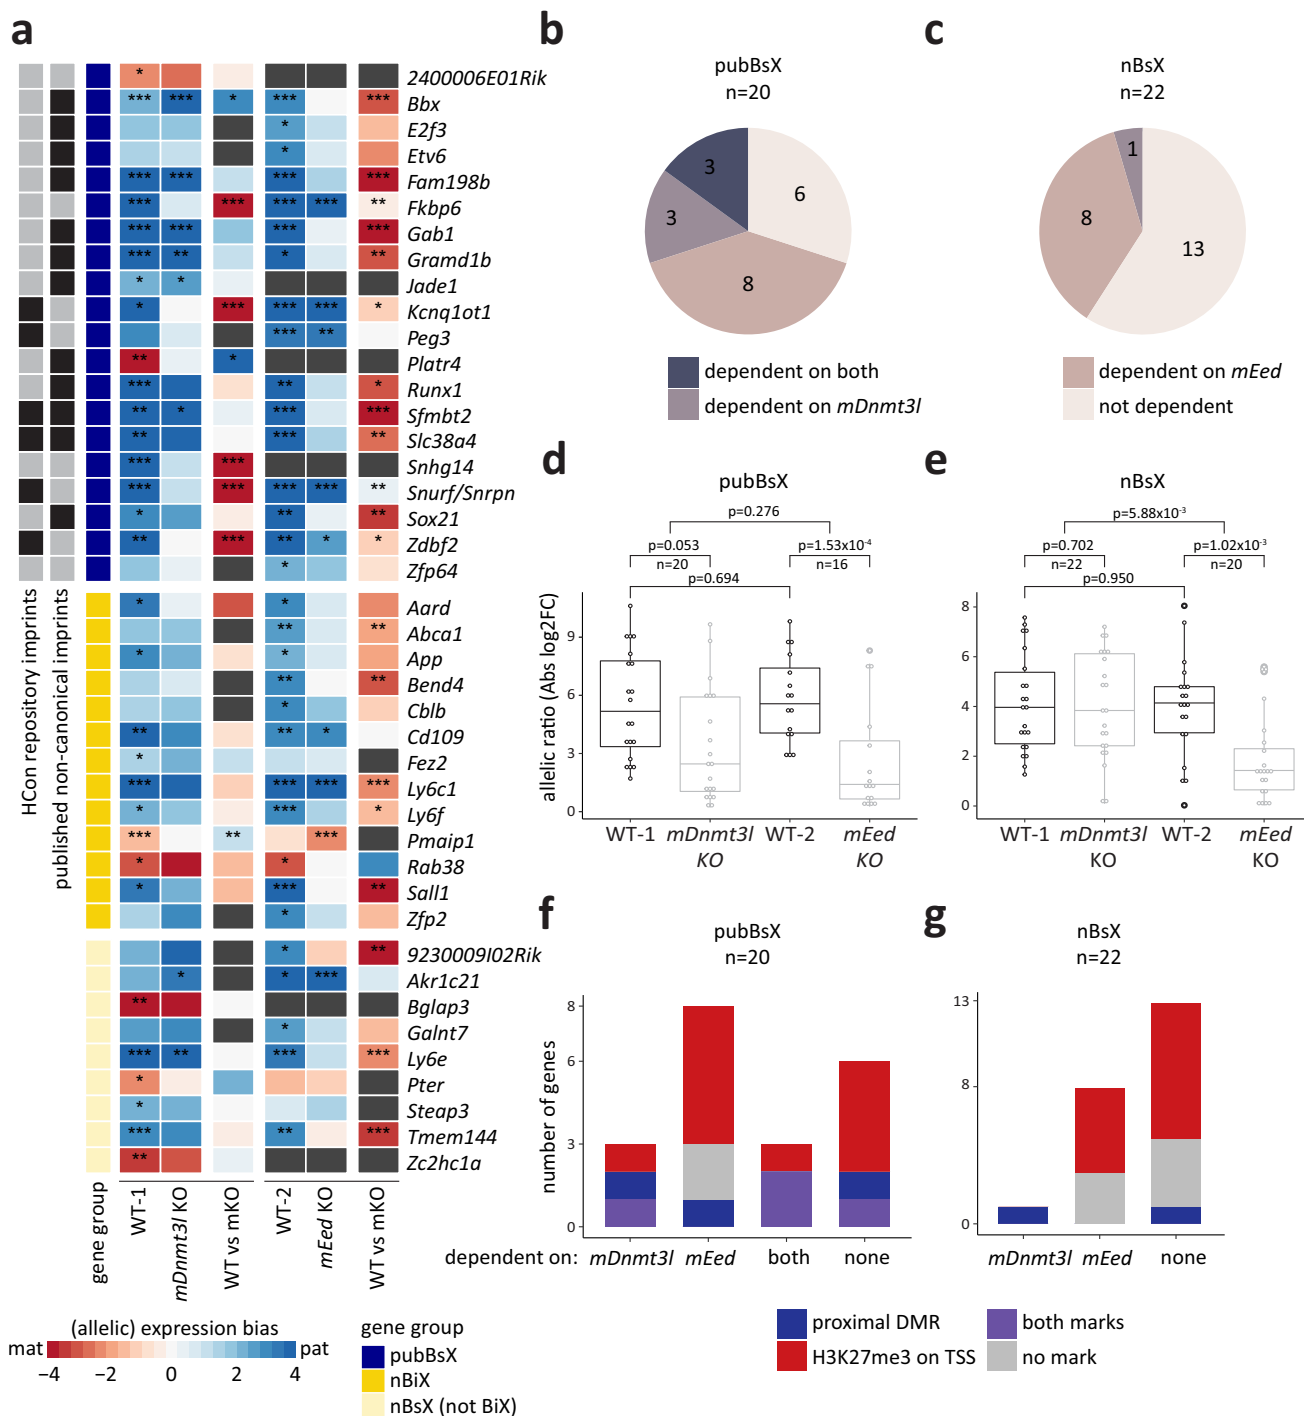 a
2400006E01Rik
*
Bbx
*** *** * *** ***
E2f3
*
Etv6
*
Fam198b
*** *** *** ***
Fkbp6
*** *** *** *** **
Gab1
*** *** *** ***
Gramd1b
*** ** * **
Jade1
* *
Kcnq1ot1
* *** *** *** *
Peg3
*** **
Platr4
** *
Runx1
*** ** *
Sfmbt2
** * *** ***
Slc38a4
** *** **
Snhg14
*** ***
Snurf/Snrpn
*** *** *** *** **
Sox21
* ** **
Zdbf2
** *** ** * *
Zfp64
*
Aard
* *
Abca1
** **
App
* *
Bend4
** **
Cblb
*
Cd109
** ** *
Fez2
*
Ly6c1
*** *** *** ***
Ly6f
* *** *
Pmaip1
*** ** ***
Rab38
* *
Sall1
* *** **
Zfp2
*
9230009I02Rik
* **
Akr1c21
* * ***
Bglap3
**
Galnt7
*
Ly6e
*** ** *** ***
Pter
*
Steap3
*
Tmem144
*** ** ***
Zc2hc1a
**
HCon repository imprints
published non-canonical imprints
gene group
WT-1
mDnmt3l KO
WT vs mKO
WT-2
mEed KO
WT vs mKO
(allelic) expression bias
mat pat
−4 −2 0 2 4
gene group
pubBsX
nBiX
nBsX (not BiX)
b
pubBsX
n=20
3
6
3
8
dependent on both
dependent on mDnmt3l
c
nBsX
n=22
1
8
13
dependent on mEed
not dependent
d
pubBsX
p=0.276
p=0.053 p=1.53x10-4
n=20 n=16
p=0.694
allelic ratio (Abs log2FC)
9
6
3
0
WT-1 mDnmt3l KO WT-2 mEed KO
e
nBsX
p=5.88x10-3
p=0.702 p=1.02x10-3
n=22 n=20
p=0.950
8
6
4
2
0
WT-1 mDnmt3l KO WT-2 mEed KO
f
pubBsX
n=20
number of genes
8
6
3
0
dependent on: mDnmt3l mEed both none
g
nBsX
n=22
13
8
0
mDnmt3l mEed none
proximal DMR
H3K27me3 on TSS
both marks
no mark